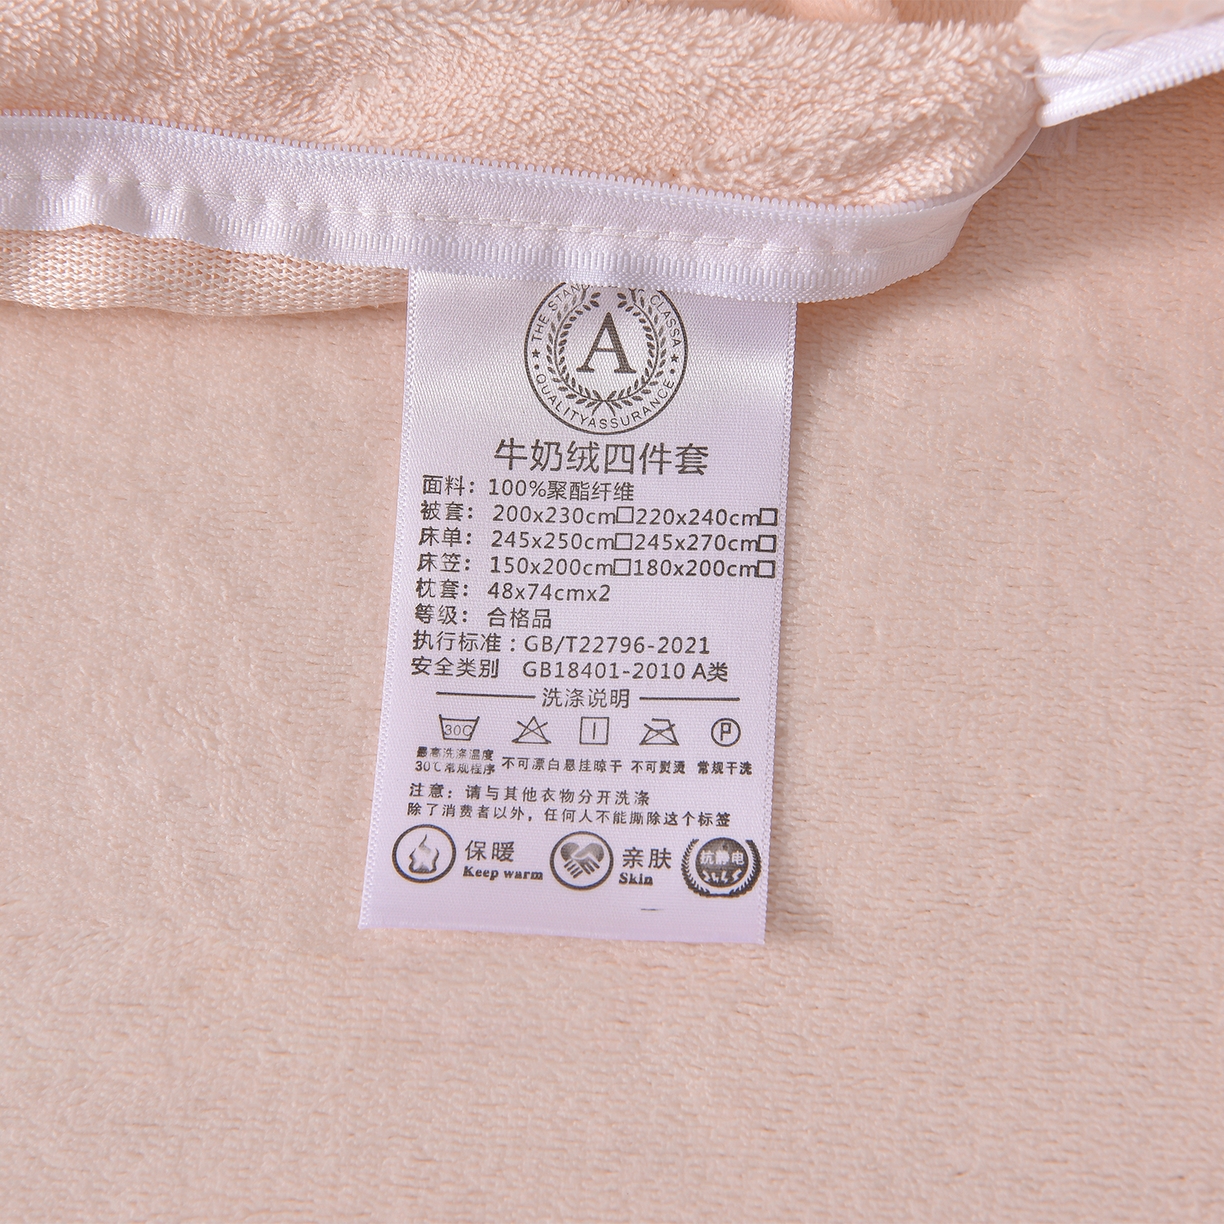 THE STAN CLASSA
A
QUALITYASSURANCE
牛奶绒四件套
面料：100%聚酯纤维
被套：200x230cm□220x240cm□
床单：245x250cm□245x270cm□
床笠：150x200cm□180x200cm□
枕套：48x74cmx2
等级：合格品
执行标准：GB/T22796-2021
安全类别 GB18401-2010 A类
洗涤说明
30C P
最高洗涤温度
30℃常规程序 不可漂白 悬挂晾干 不可熨烫 常规干洗
注意：请与其他衣物分开洗涤
除了消费者以外，任何人不能撕除这个标签
保暖 亲肤 抗静电
Keep warm Skin